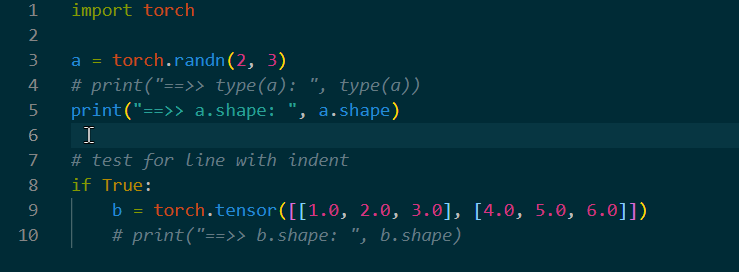 1 import torch
2
3 a = torch.randn(2, 3)
4 # print("==>> type(a): ", type(a))
5 print("==>> a.shape: ", a.shape)
6
7 # test for line with indent
8 if True:
9     b = torch.tensor([[1.0, 2.0, 3.0], [4.0, 5.0, 6.0]])
10     # print("==>> b.shape: ", b.shape)